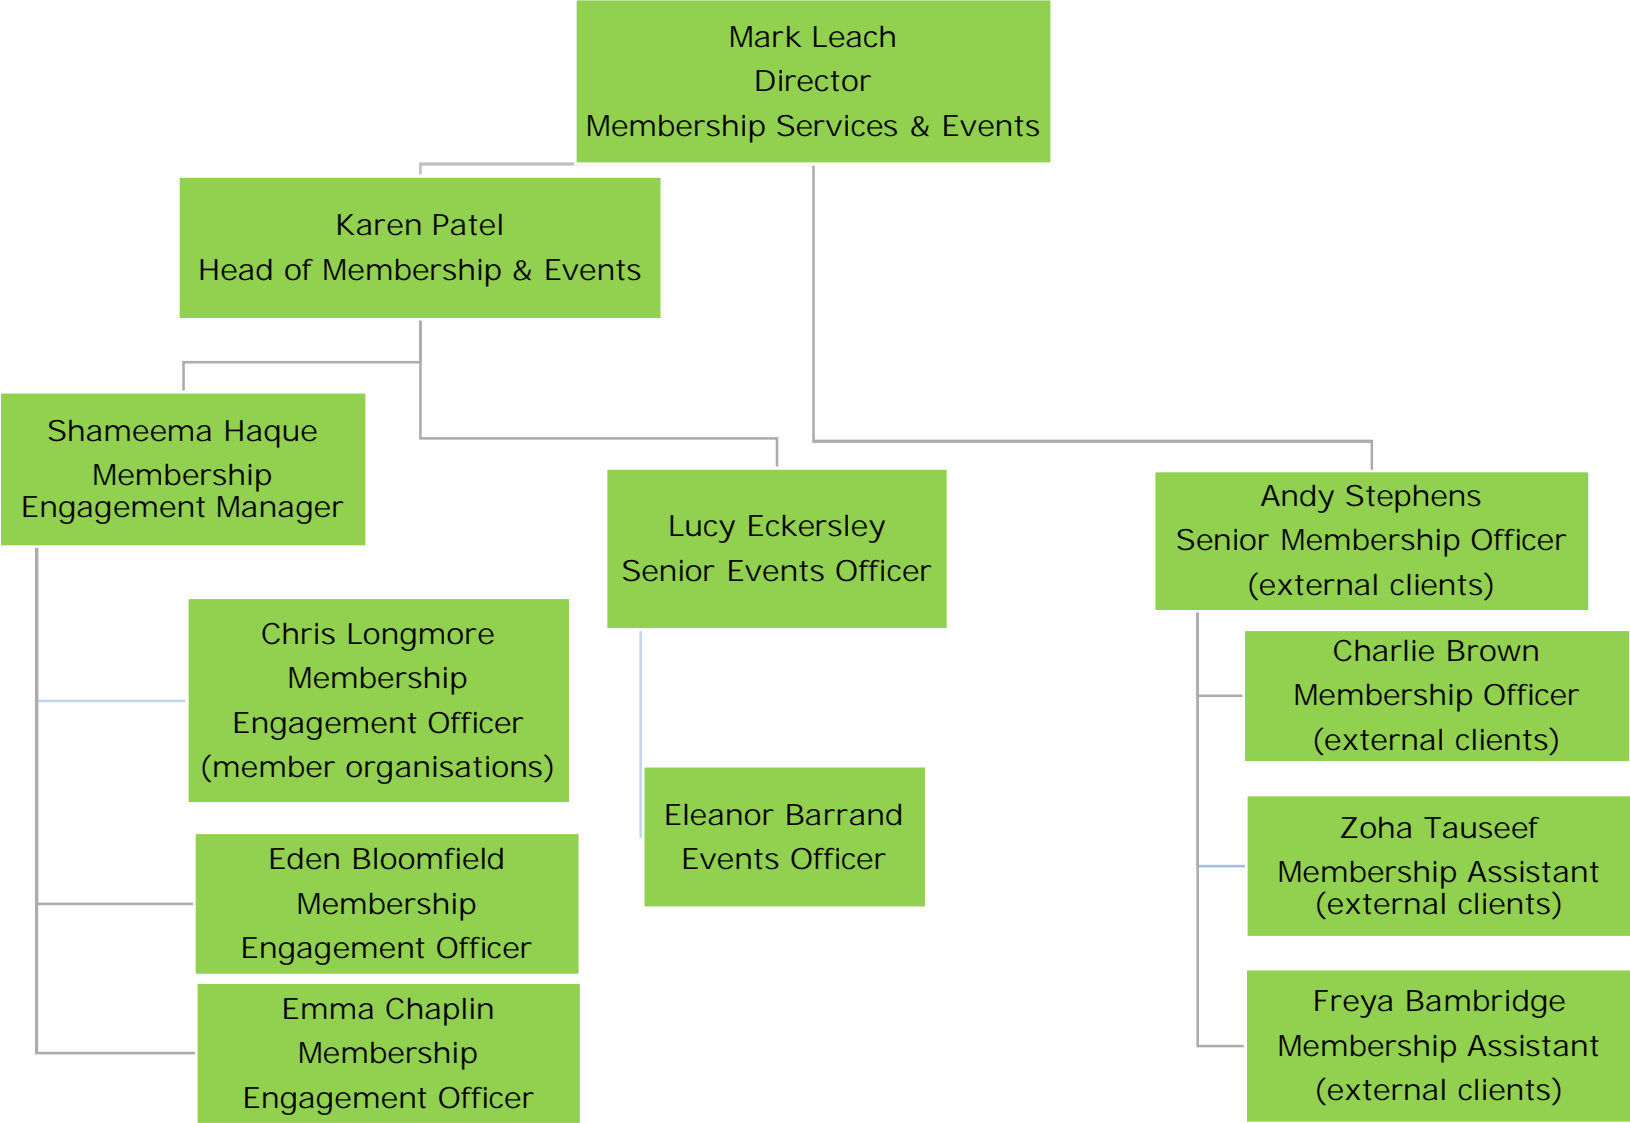 Mark Leach
Director
Membership Services & Events
Karen Patel
Head of Membership & Events
Shameema Haque
Membership
Engagement Manager
Lucy Eckersley
Senior Events Officer
Andy Stephens
Senior Membership Officer
(external clients)
Chris Longmore
Membership
Engagement Officer
(member organisations)
Eden Bloomfield
Membership
Engagement Officer
Emma Chaplin
Membership
Engagement Officer
Eleanor Barrand
Events Officer
Charlie Brown
Membership Officer
(external clients)
Zoha Tauseef
Membership Assistant
(external clients)
Freya Bambridge
Membership Assistant
(external clients)